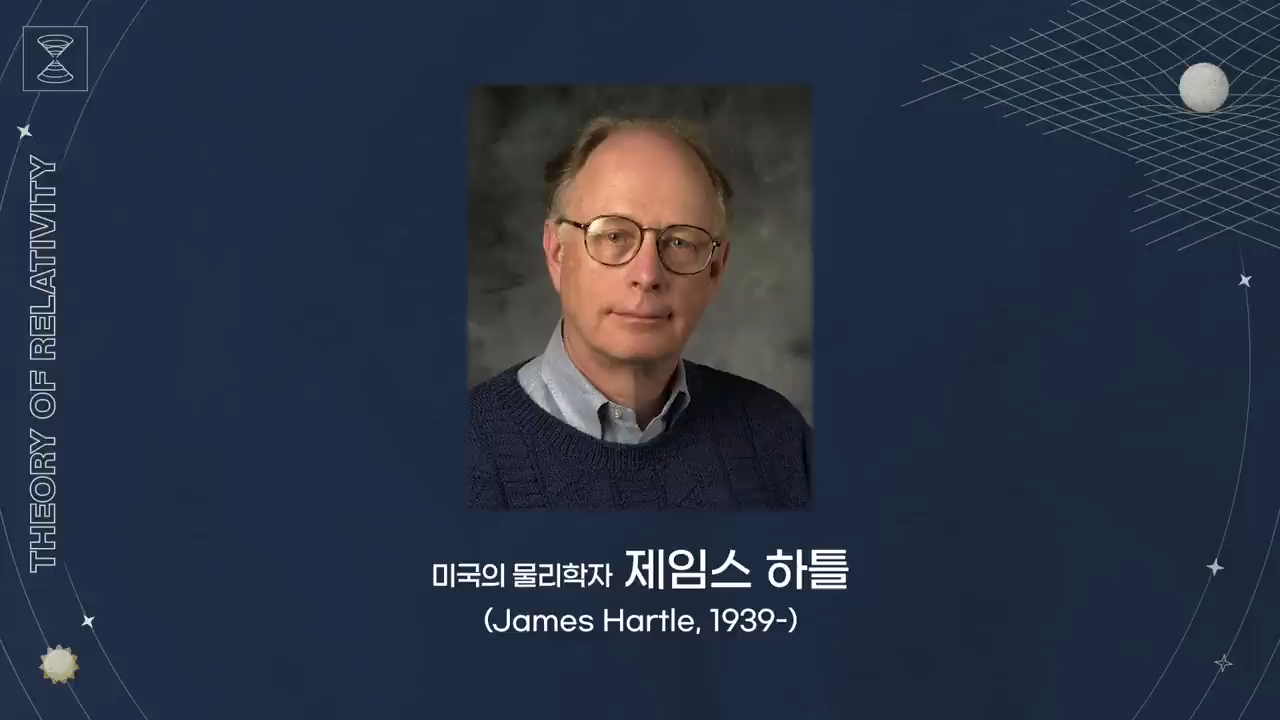 THEORY OF RELATIVITY
미국의 물리학자 제임스 하틀
(James Hartle, 1939-)